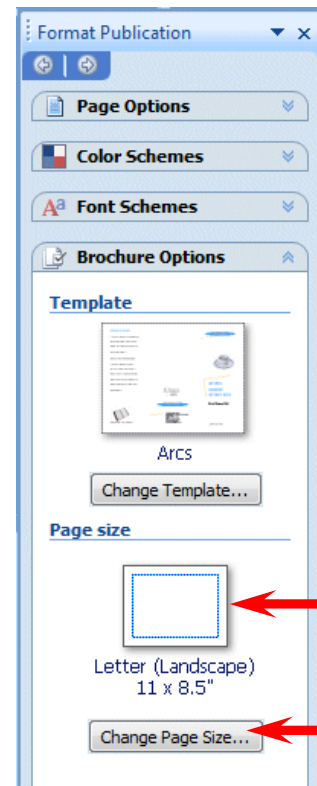 Format Publication
Page Options
Color Schemes
Font Schemes
Brochure Options
Template
Arcs
Change Template...
Page size
Letter (Landscape)
11 x 8.5"
Change Page Size...